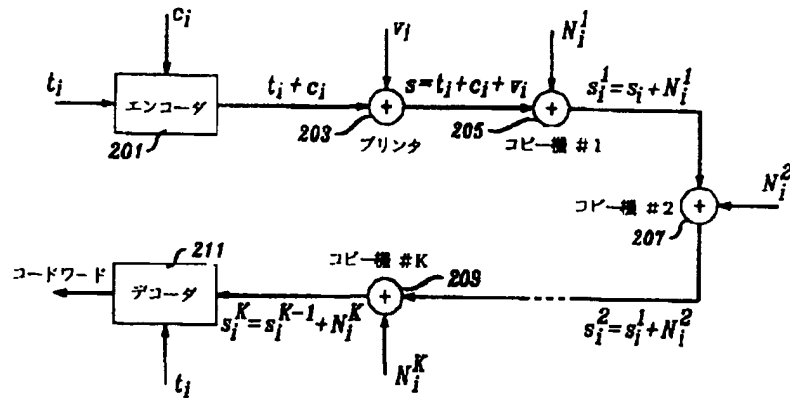 c_i
t_i
エンコーダ
201
t_i + c_i
v_i
203
プリンタ
s=t_i+c_i+v_i
N_i^1
205
コピー機 #1
s_i^1=s_i+N_i^1
コピー機 #2
207
N_i^2
コードワード
211
デコーダ
t_i
s_i^K=s_i^{K-1}+N_i^K
コピー機 #K
209
N_i^K
s_i^2=s_i^1+N_i^2